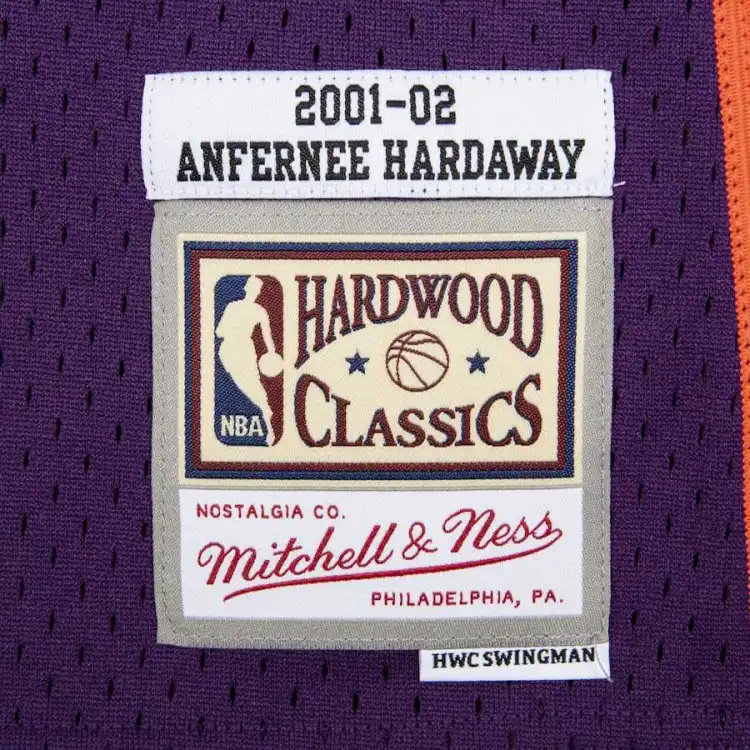 2001-02
ANFERNEE HARDAWAY
HARDWOOD
CLASSICS
NBA
NOSTALGIA CO.
Mitchell & Ness
PHILADELPHIA, PA.
HWC SWINGMAN